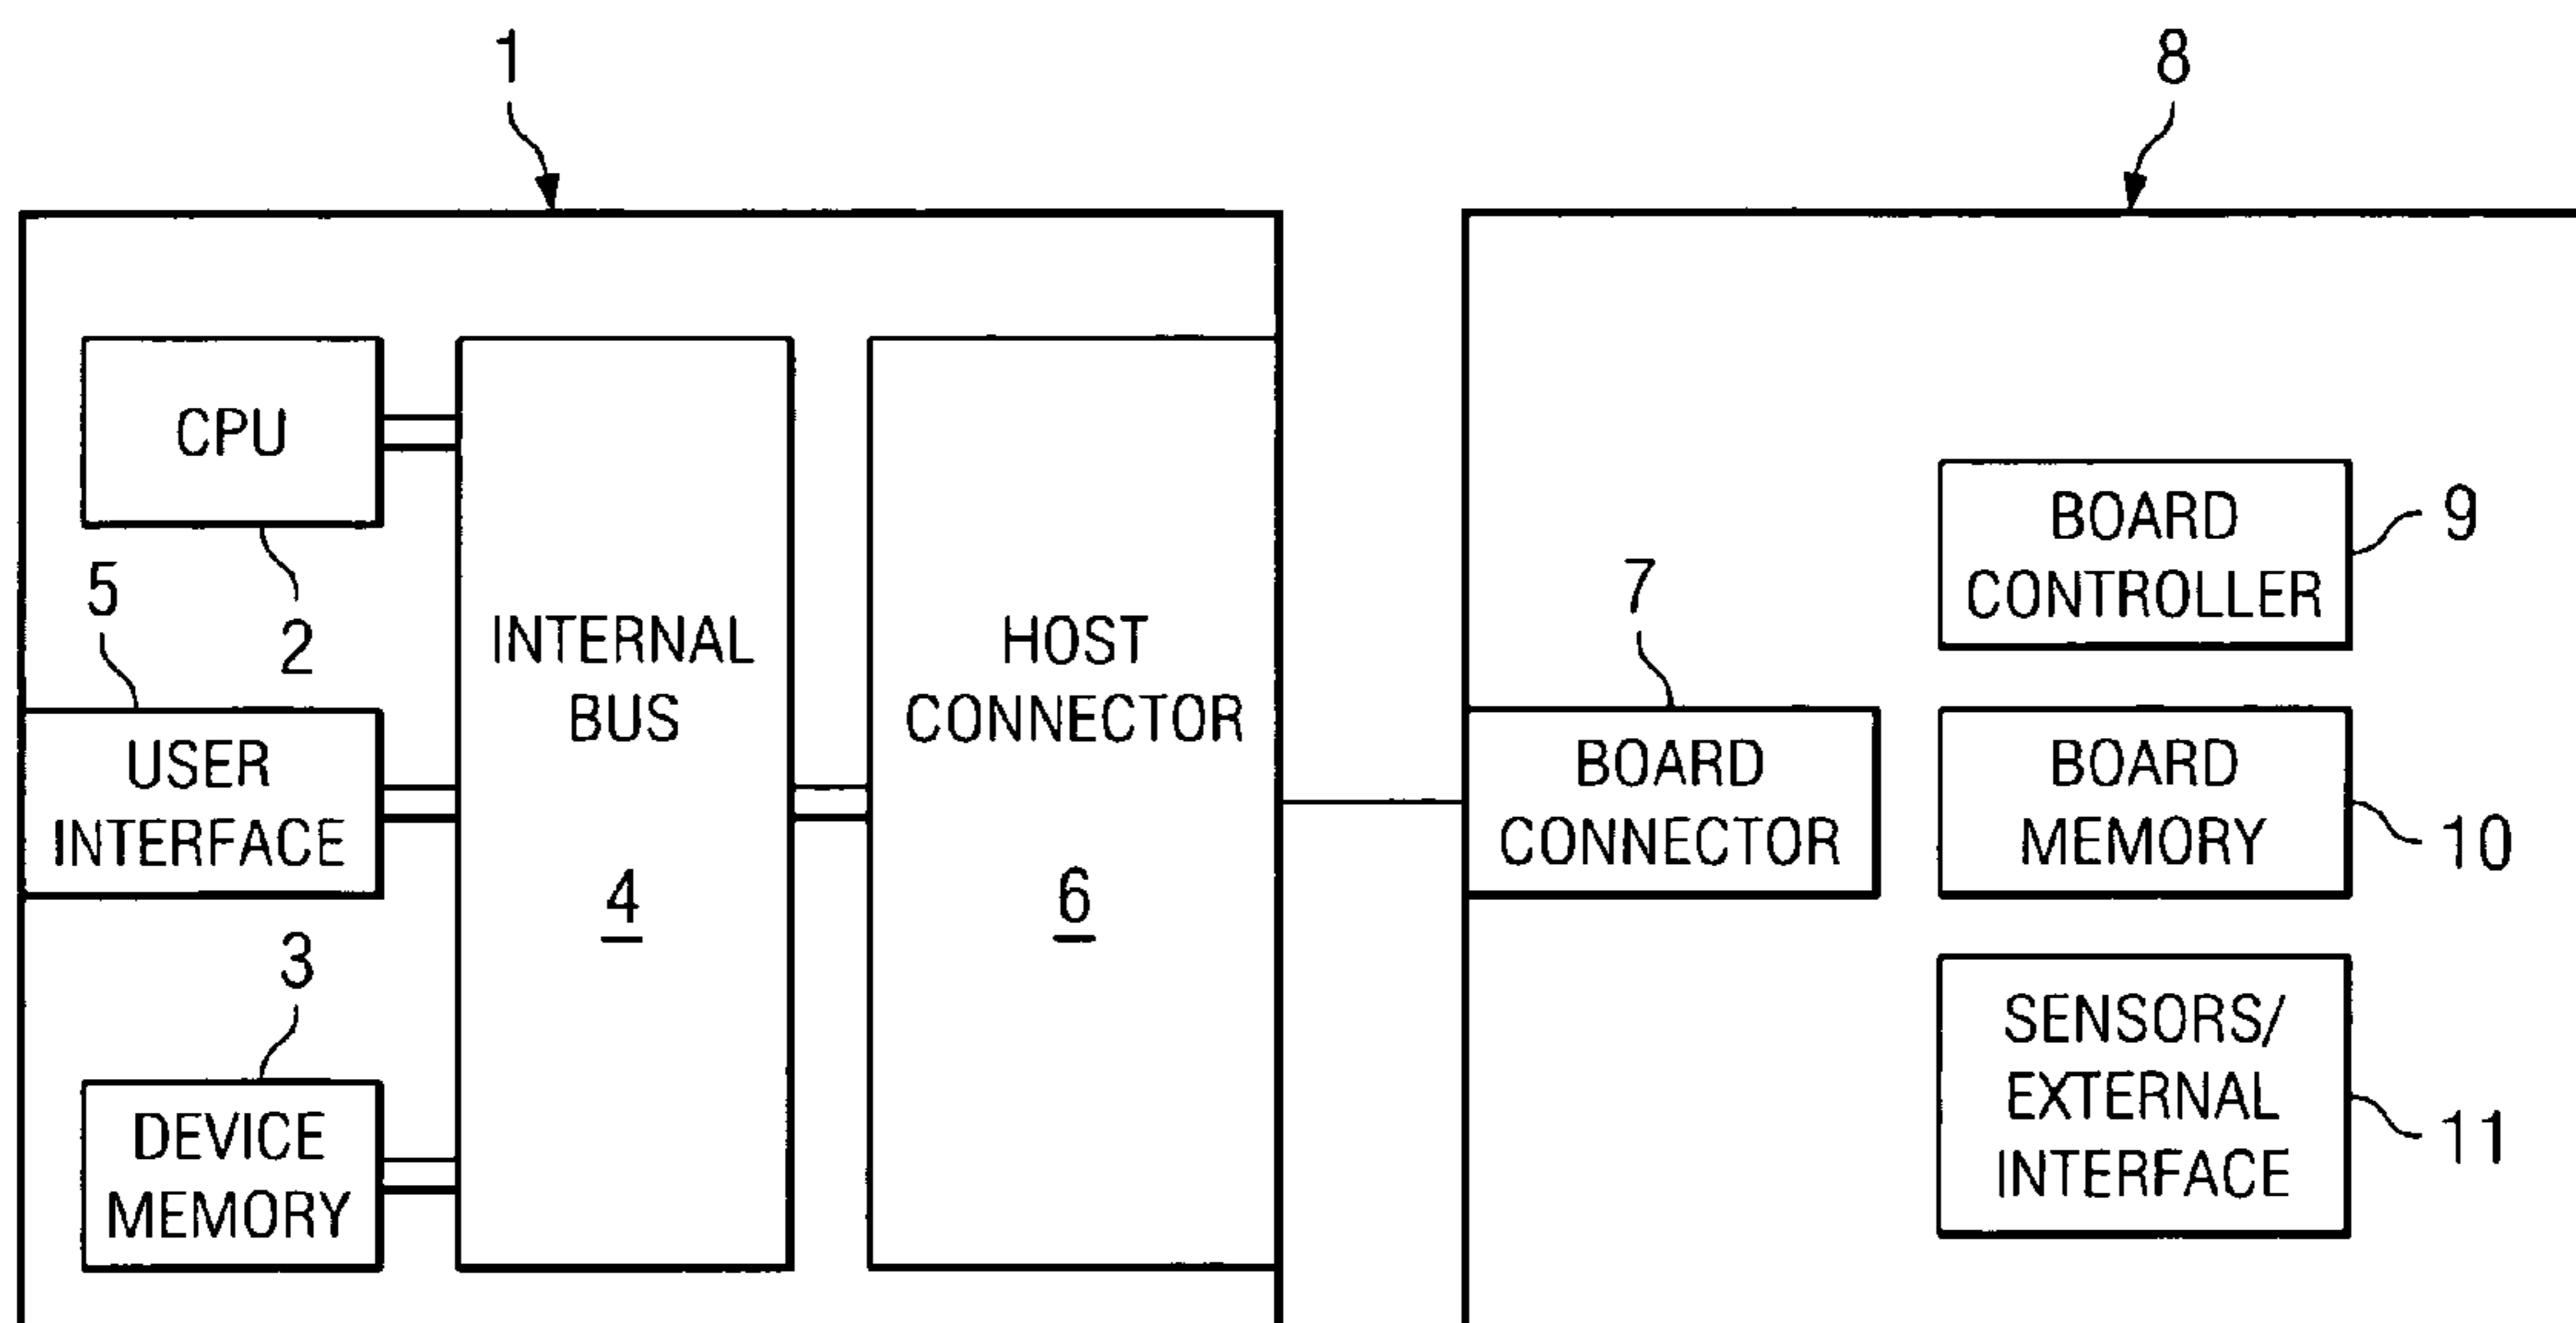 1
8
CPU
2
5
USER
INTERFACE
3
DEVICE
MEMORY
INTERNAL
BUS
4
HOST
CONNECTOR
6
7
BOARD
CONNECTOR
BOARD
CONTROLLER
9
BOARD
MEMORY
10
SENSORS/
EXTERNAL
INTERFACE
11